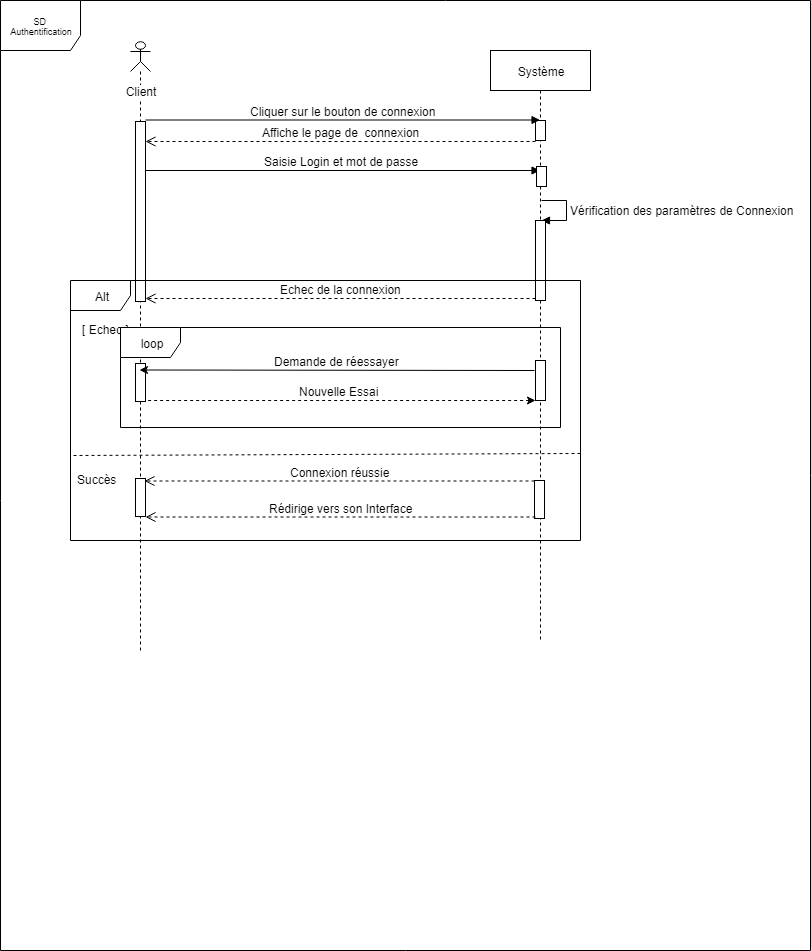 SD
Authentification
Client
Système
Cliquer sur le bouton de connexion
Affiche le page de connexion
Saisie Login et mot de passe
Vérification des paramètres de Connexion
Alt
Echec de la connexion
[ Echec
loop
Demande de réessayer
Nouvelle Essai
Succès
Connexion réussie
Rédirige vers son Interface